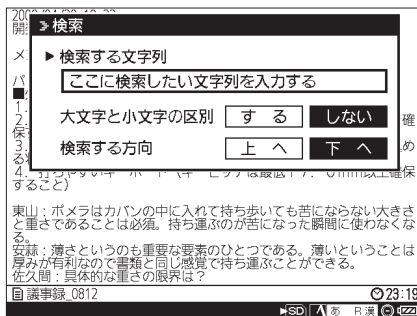 検索
▶検索する文字列
ここに検索したい文字列を入力する
大文字と小文字の区別 する しない
検索する方向 上へ 下へ
確
保
め
確保
すること）
東山：ポメラはカバンの中に入れて持ち歩いても苦にならない大きさ
と重さであることは必須。持ち運ぶのが苦になった瞬間に使わなくな
る。
安蒜：薄さというのも重要な要素のひとつである。薄いということは
厚みが有利なので書類と同じ感覚で持ち運ぶことができる。
佐久間：具体的な重さの限界は？
議事録_0812 23:19
SD あ R漢